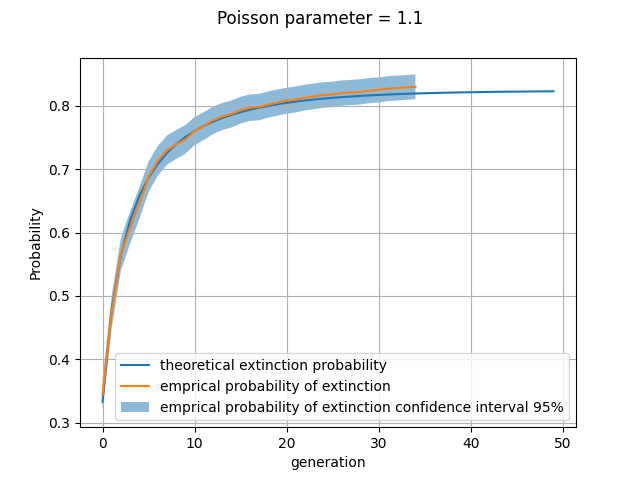 Poisson parameter = 1.1
Probability
0.8
0.7
0.6
0.5
0.4
0.3
theoretical extinction probability
emprical probability of extinction
emprical probability of extinction confidence interval 95%
0 10 20 30 40 50
generation